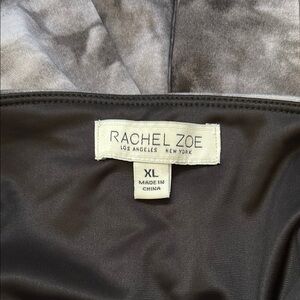 RACHEL ZOE
LOS ANGELES NEW YORK
XL
MADE IN
CHINA